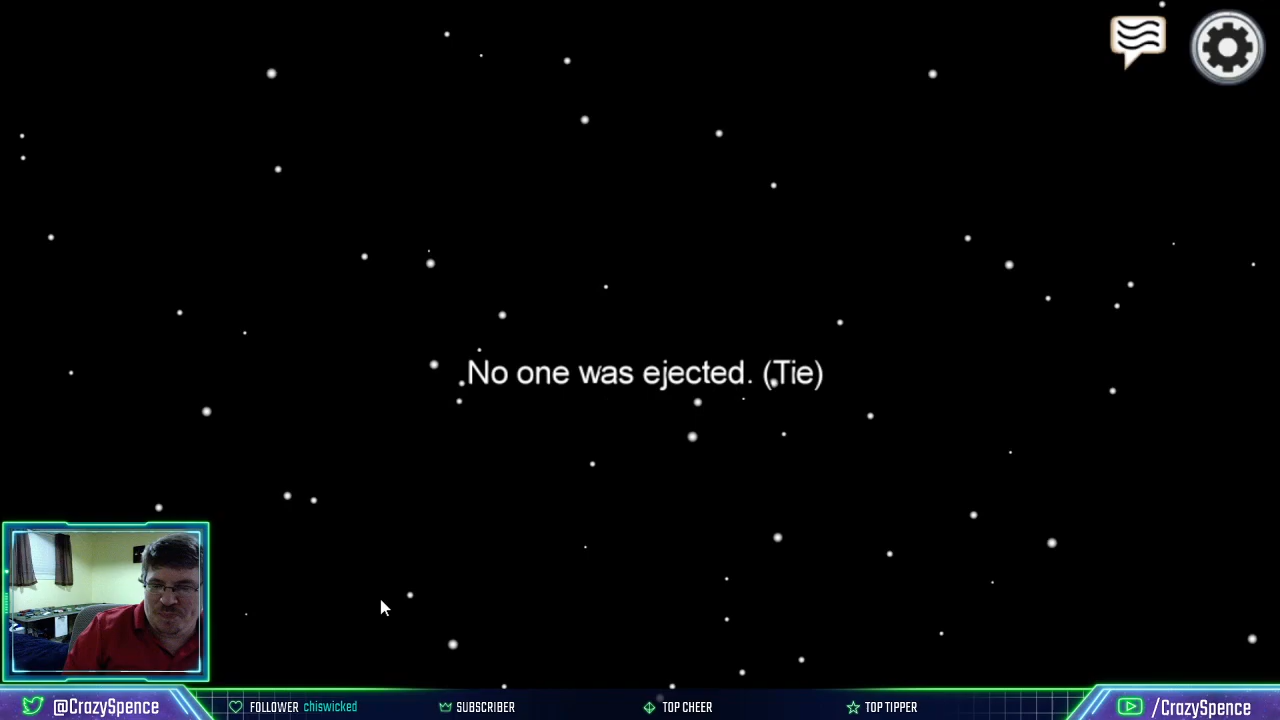 No one was ejected. (Tie)
@CrazySpence
FOLLOWER chiswicked
SUBSCRIBER
TOP CHEER
TOP TIPPER
/CrazySpence